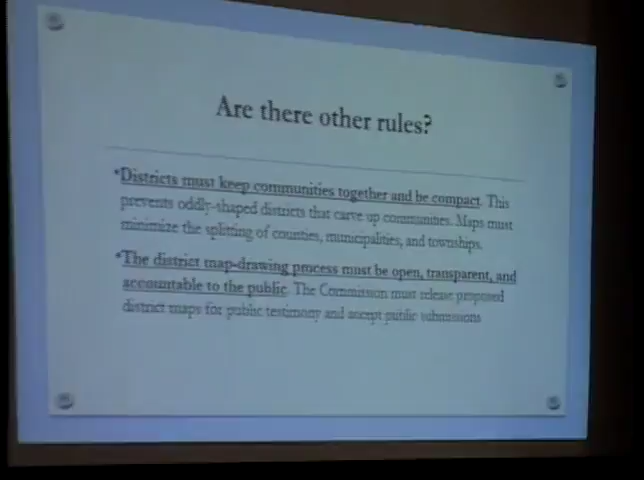 Are there other rules?
*Districts must keep communities together and be compact. This
prevents oddly-shaped districts that carve up communities. Maps must
minimize the splitting of counties, municipalities, and townships.
*The district map-drawing process must be open, transparent, and
accountable to the public. The Commission must release proposed
district maps for public testimony and accept public submissions